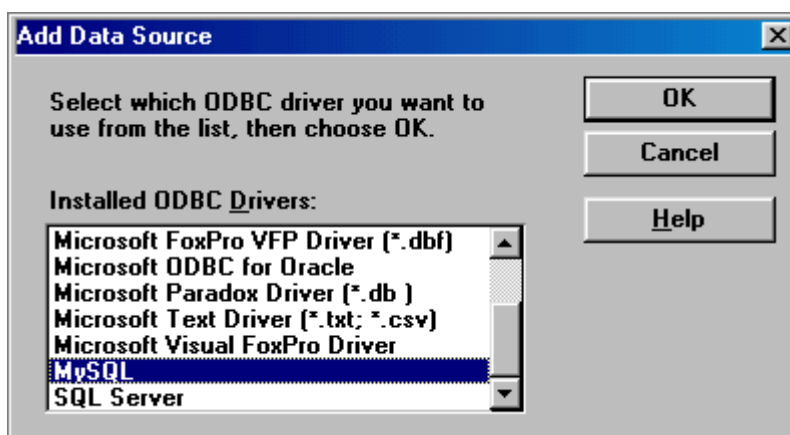 Add Data Source
Select which ODBC driver you want to
use from the list, then choose OK.
OK
Cancel
Help
Installed ODBC Drivers:
Microsoft FoxPro VFP Driver (*.dbf)
Microsoft ODBC for Oracle
Microsoft Paradox Driver (*.db )
Microsoft Text Driver (*.txt; *.csv)
Microsoft Visual FoxPro Driver
MySQL
SQL Server